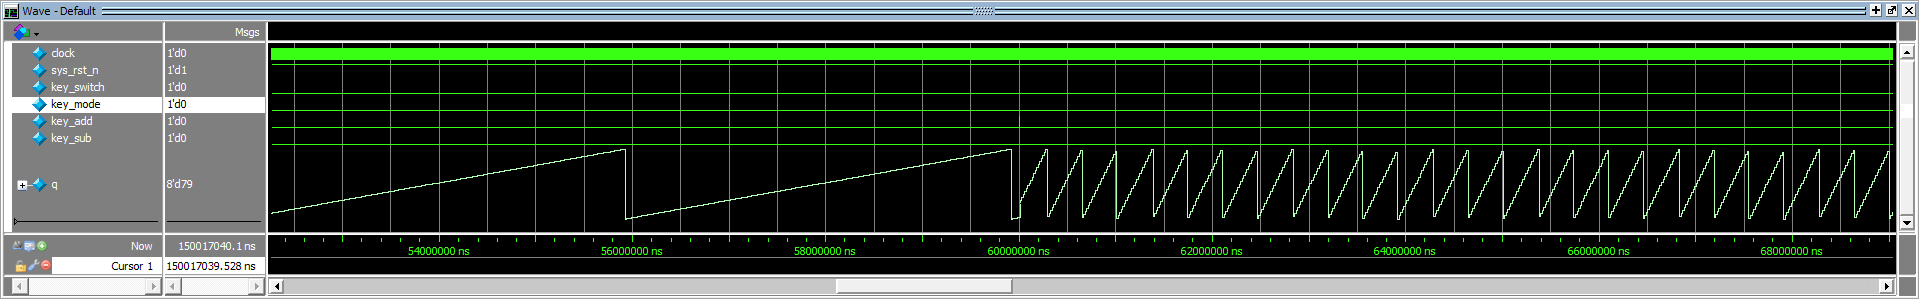 Wave - Default
Msgs
clock 1'd0
sys_rst_n 1'd1
key_switch 1'd0
key_mode 1'd0
key_add 1'd0
key_sub 1'd0
q 8'd79
Now 150017040.1 ns 54000000 ns 56000000 ns 58000000 ns 60000000 ns 62000000 ns 64000000 ns 66000000 ns 68000000 ns
Cursor 1 150017039.528 ns